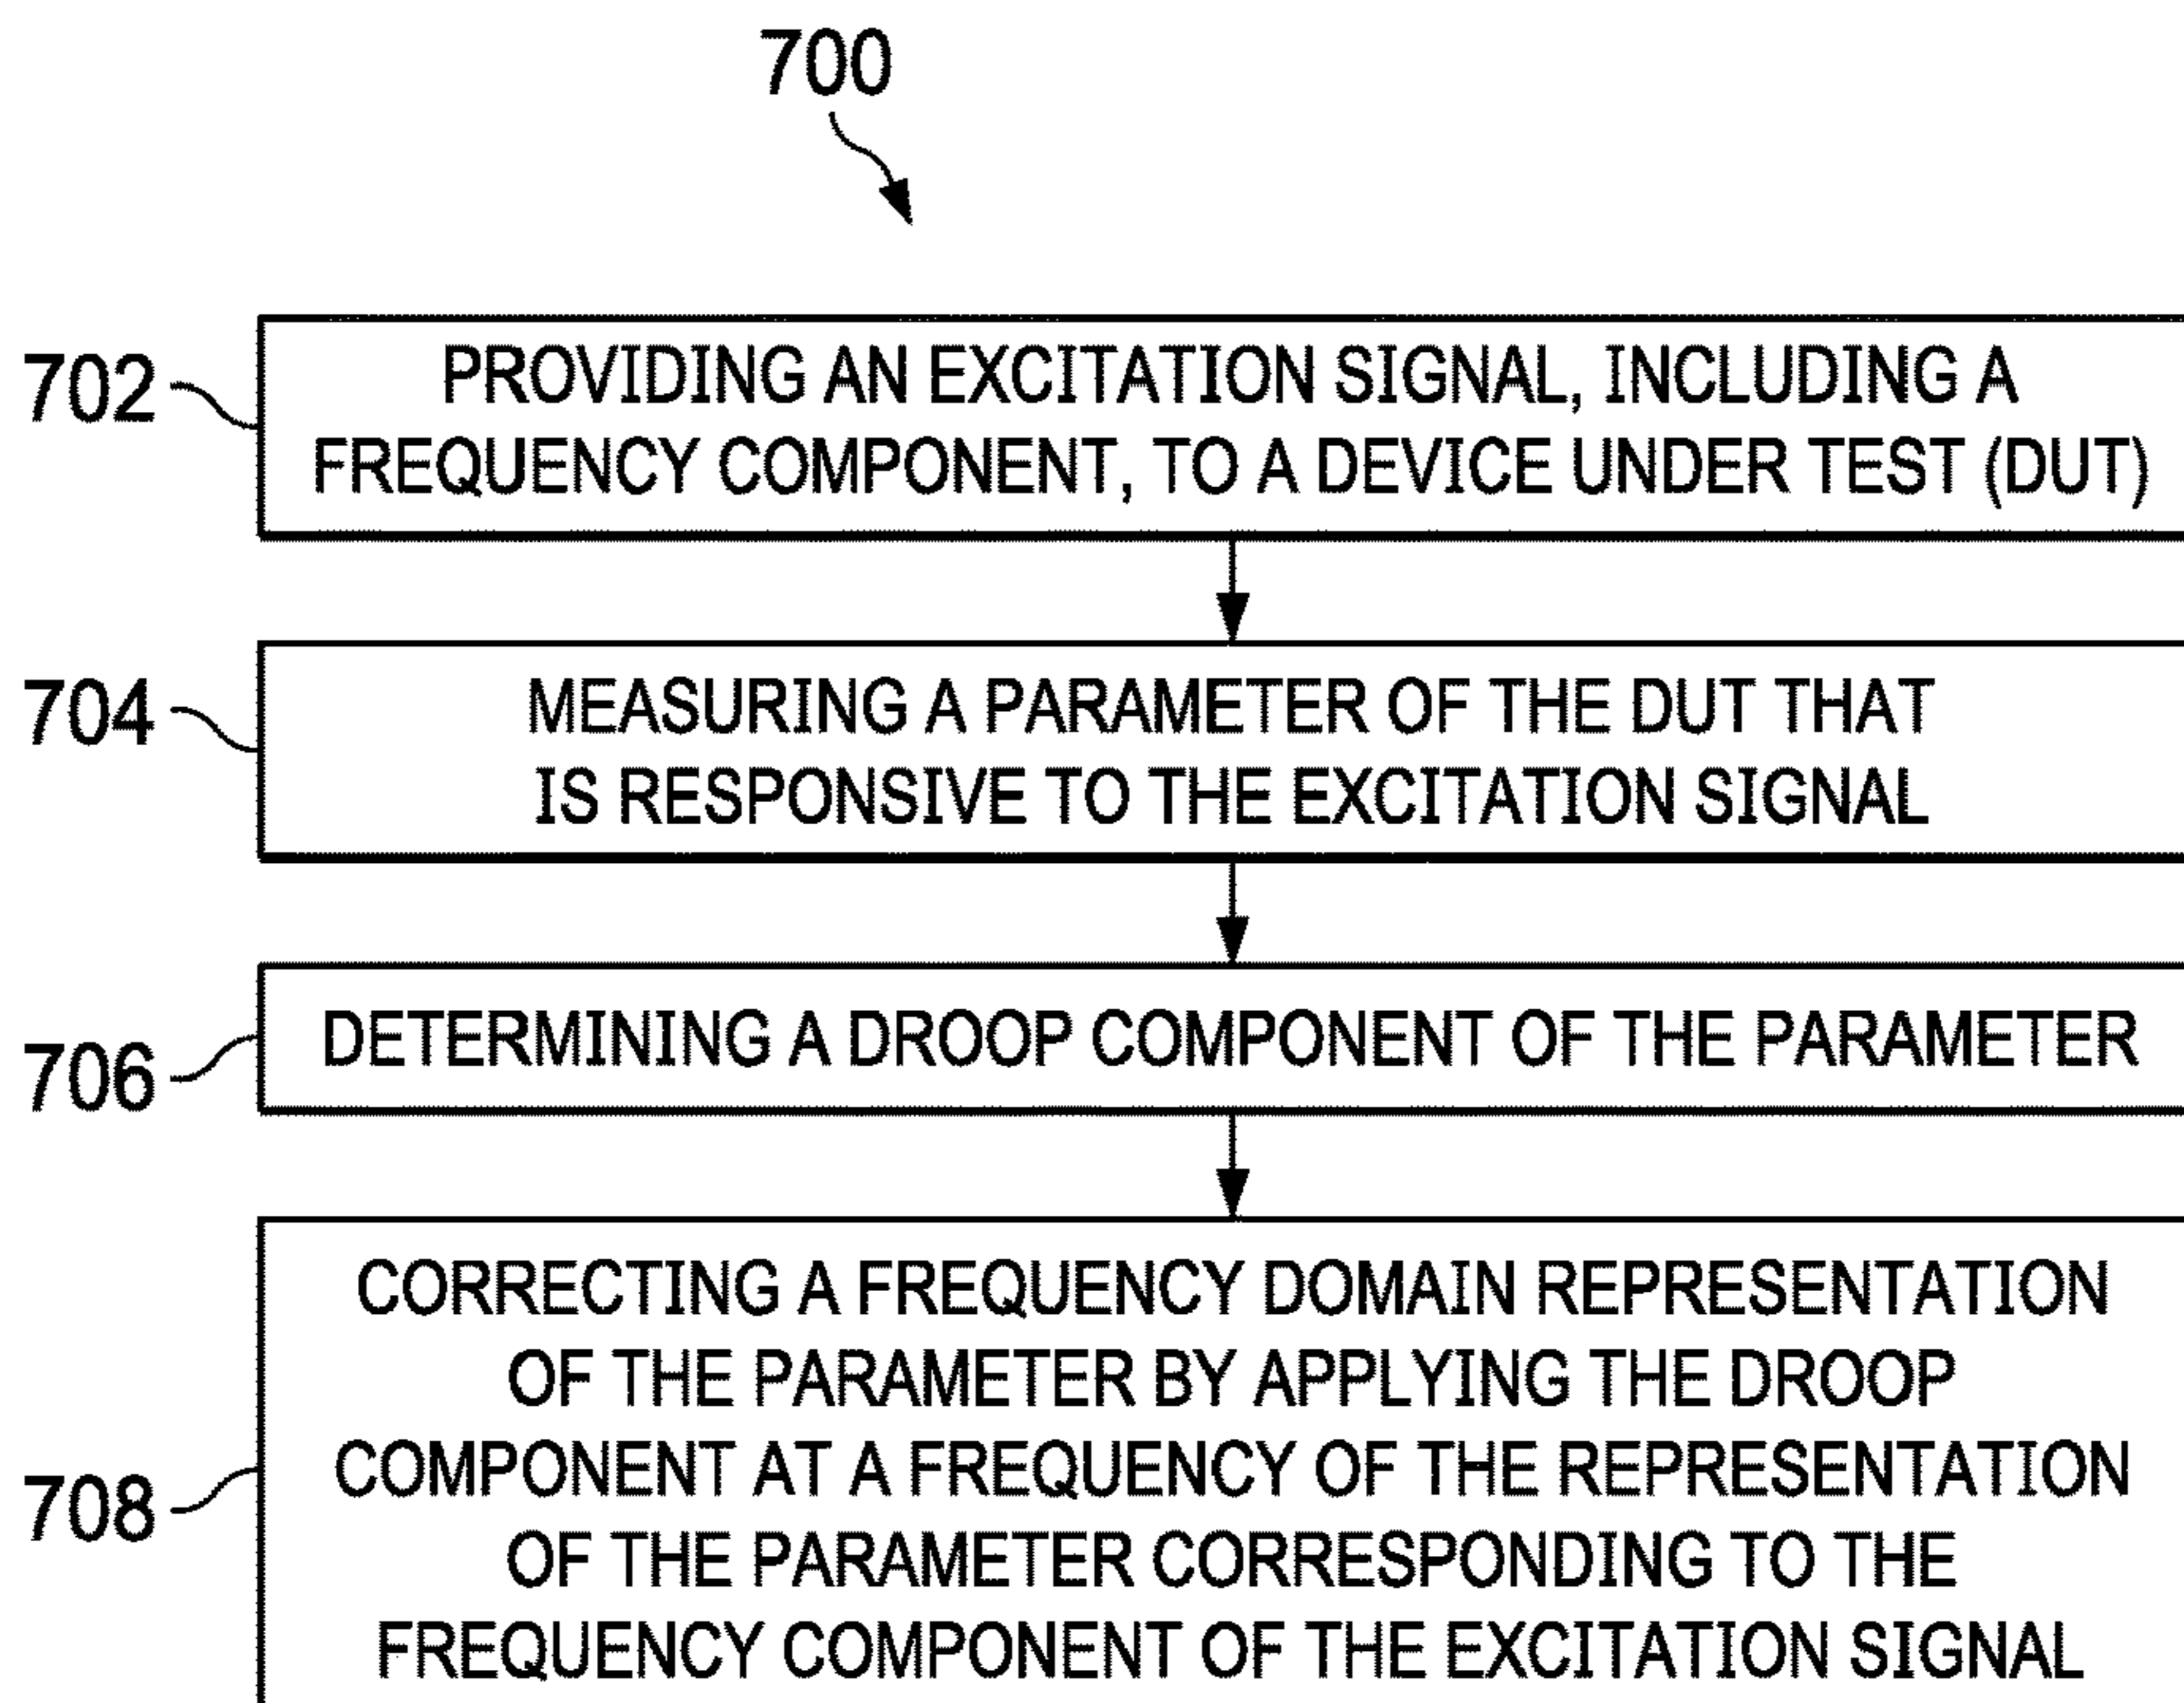 700
702
PROVIDING AN EXCITATION SIGNAL, INCLUDING A
FREQUENCY COMPONENT, TO A DEVICE UNDER TEST (DUT)
704
MEASURING A PARAMETER OF THE DUT THAT
IS RESPONSIVE TO THE EXCITATION SIGNAL
706
DETERMINING A DROOP COMPONENT OF THE PARAMETER
708
CORRECTING A FREQUENCY DOMAIN REPRESENTATION
OF THE PARAMETER BY APPLYING THE DROOP
COMPONENT AT A FREQUENCY OF THE REPRESENTATION
OF THE PARAMETER CORRESPONDING TO THE
FREQUENCY COMPONENT OF THE EXCITATION SIGNAL